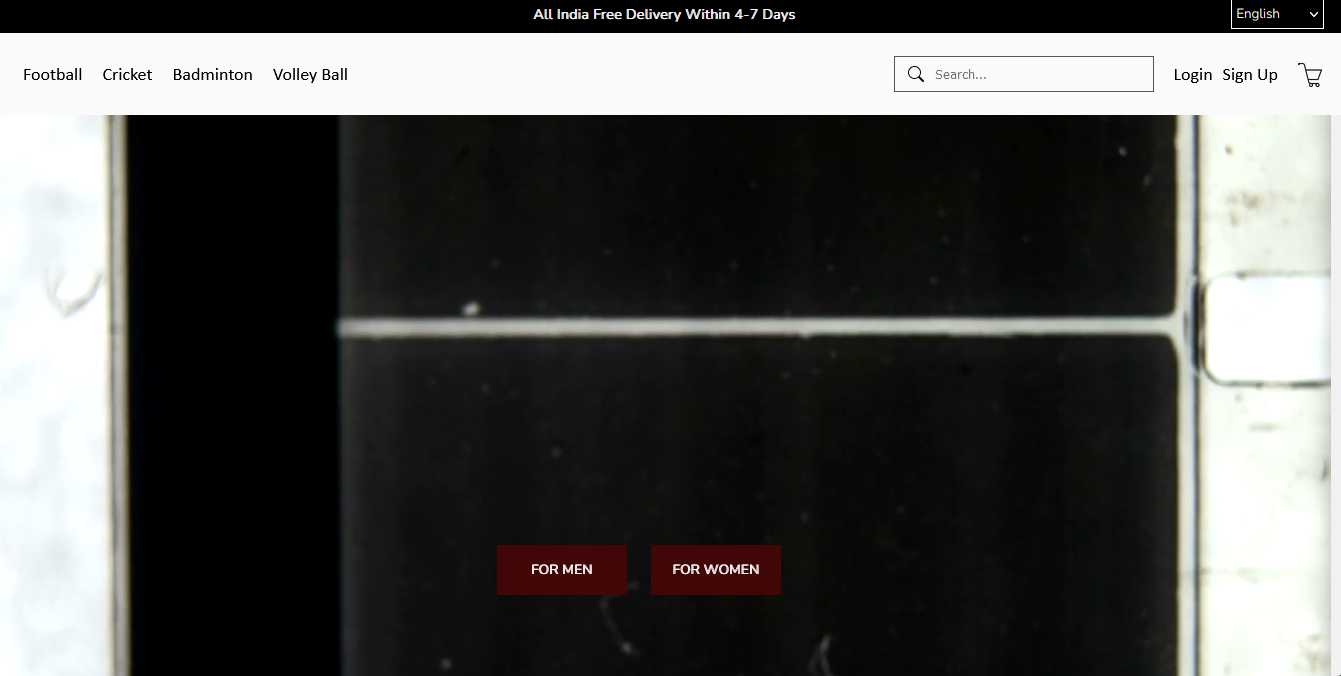 All India Free Delivery Within 4-7 Days
English
Football Cricket Badminton Volley Ball
Search...
Login Sign Up
FOR MEN FOR WOMEN